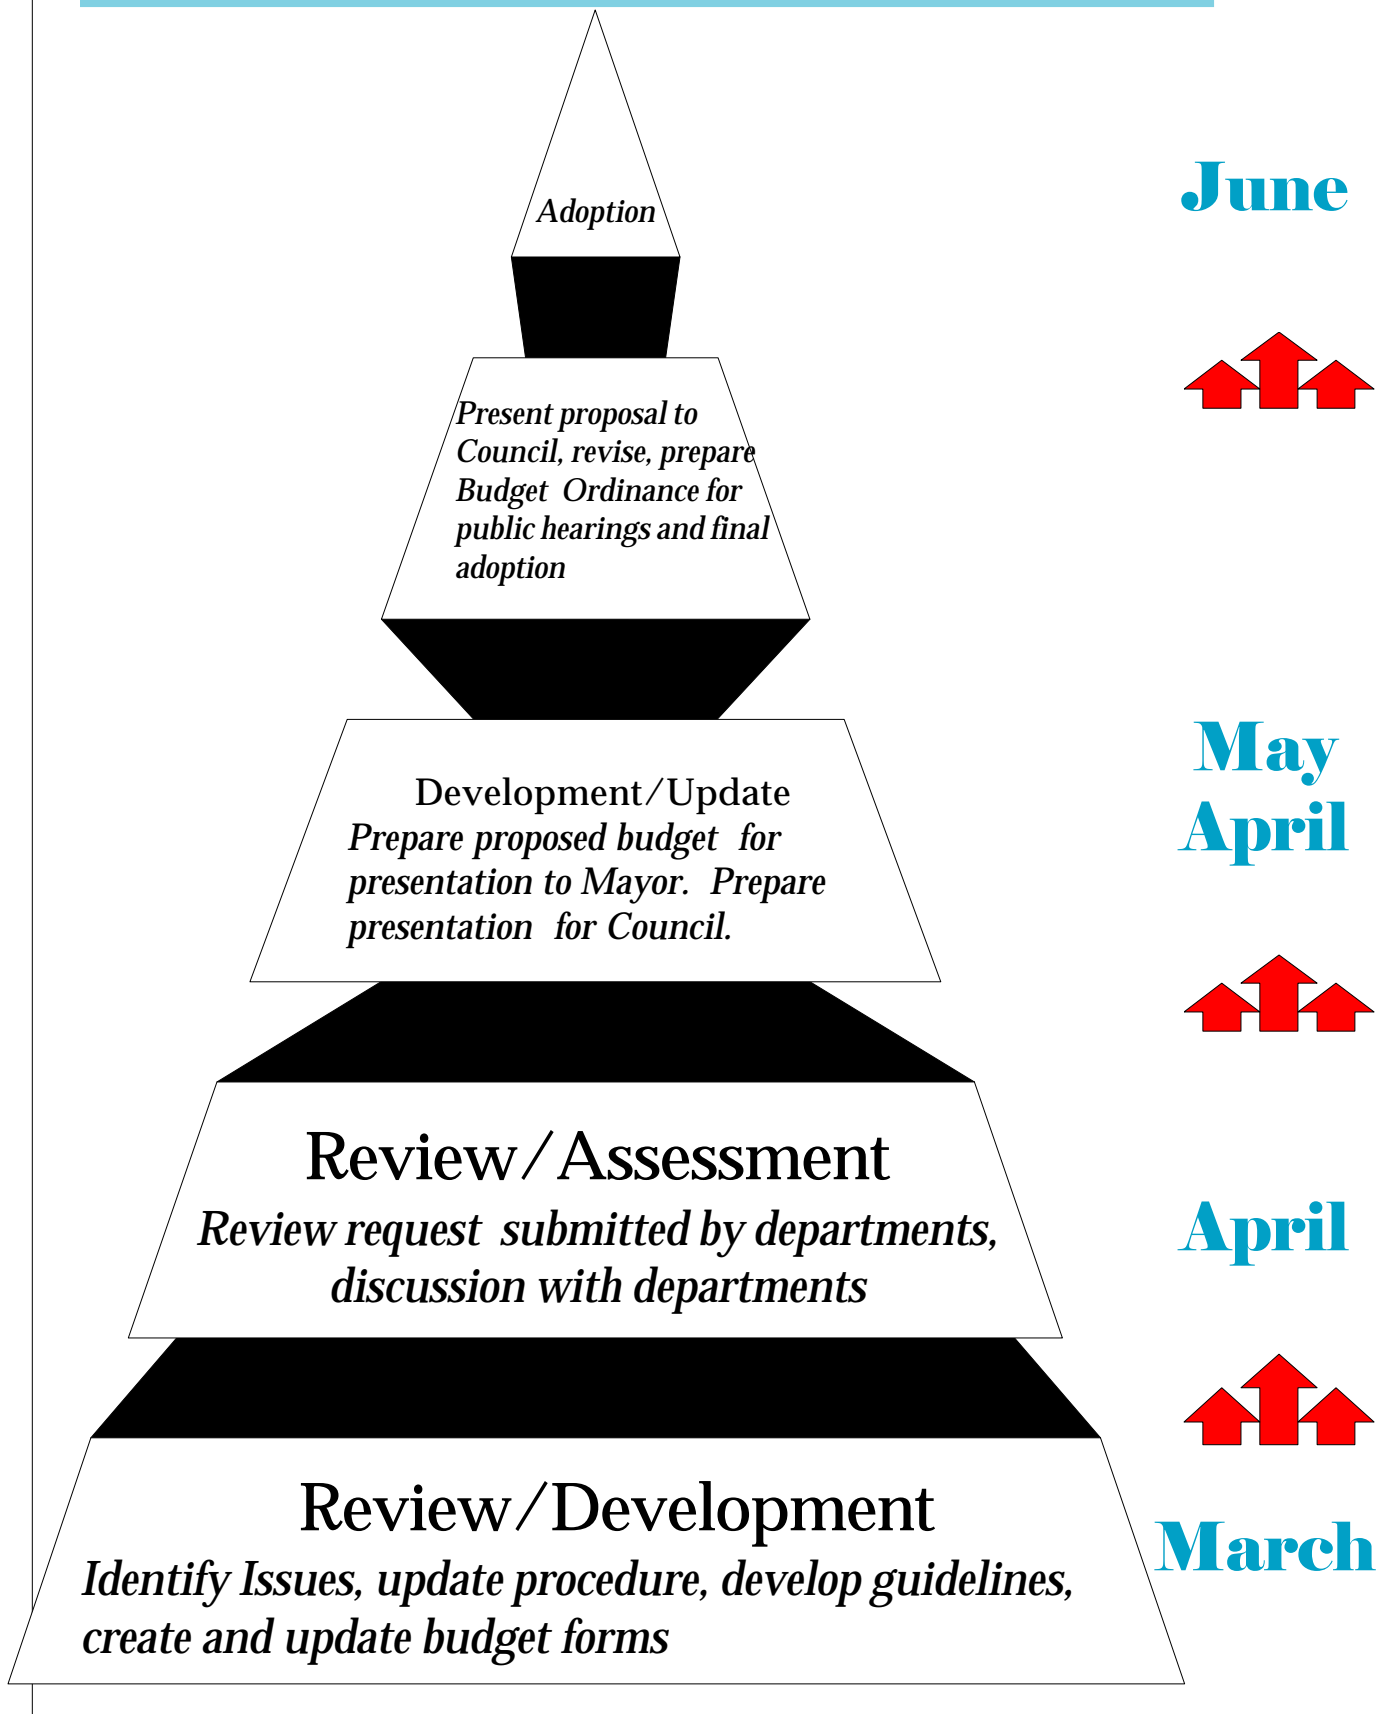 June
Adoption
Present proposal to
Council, revise, prepare
Budget Ordinance for
public hearings and final
adoption
May
April
Development/Update
Prepare proposed budget for
presentation to Mayor. Prepare
presentation for Council.
Review/Assessment
Review request submitted by departments,
discussion with departments
April
Review/Development
March
Identify Issues, update procedure, develop guidelines,
create and update budget forms